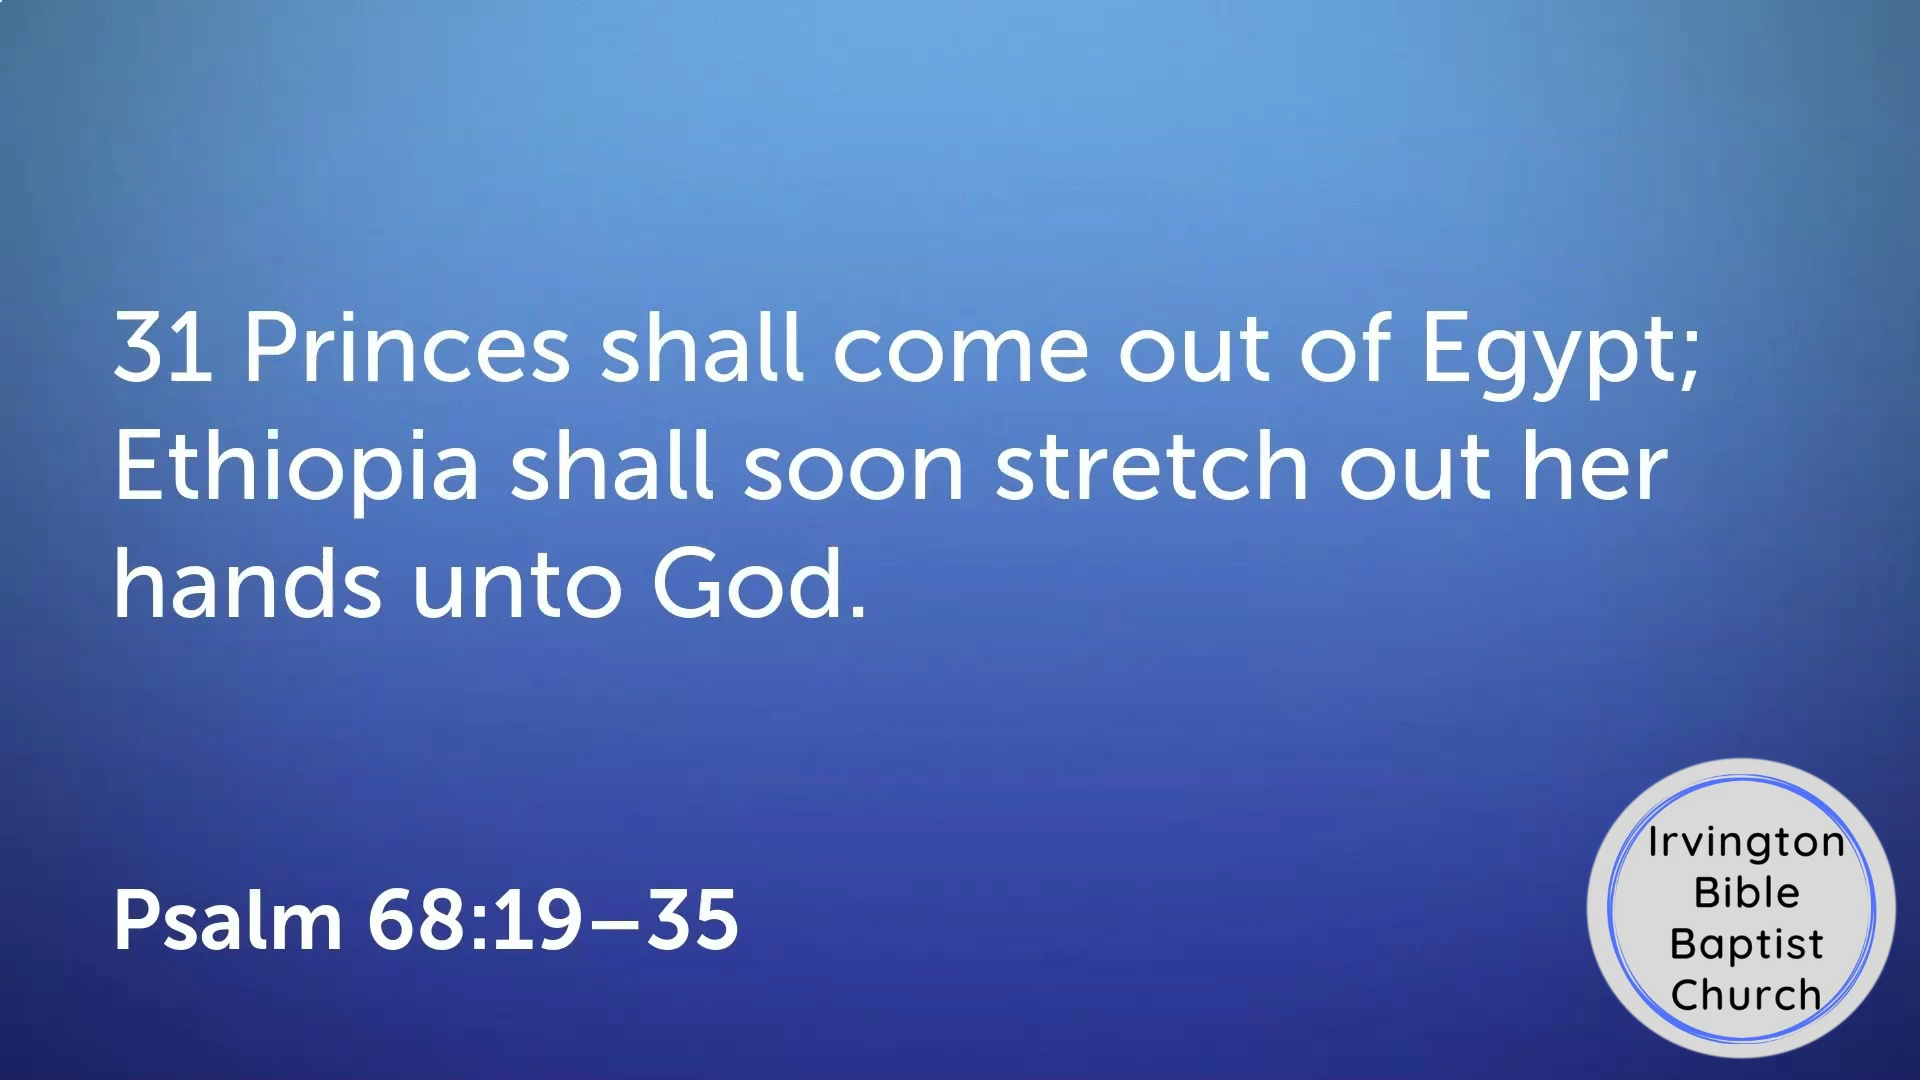 31 Princes shall come out of Egypt;
Ethiopia shall soon stretch out her
hands unto God.
Psalm 68:19–35
Irvington
Bible
Baptist
Church